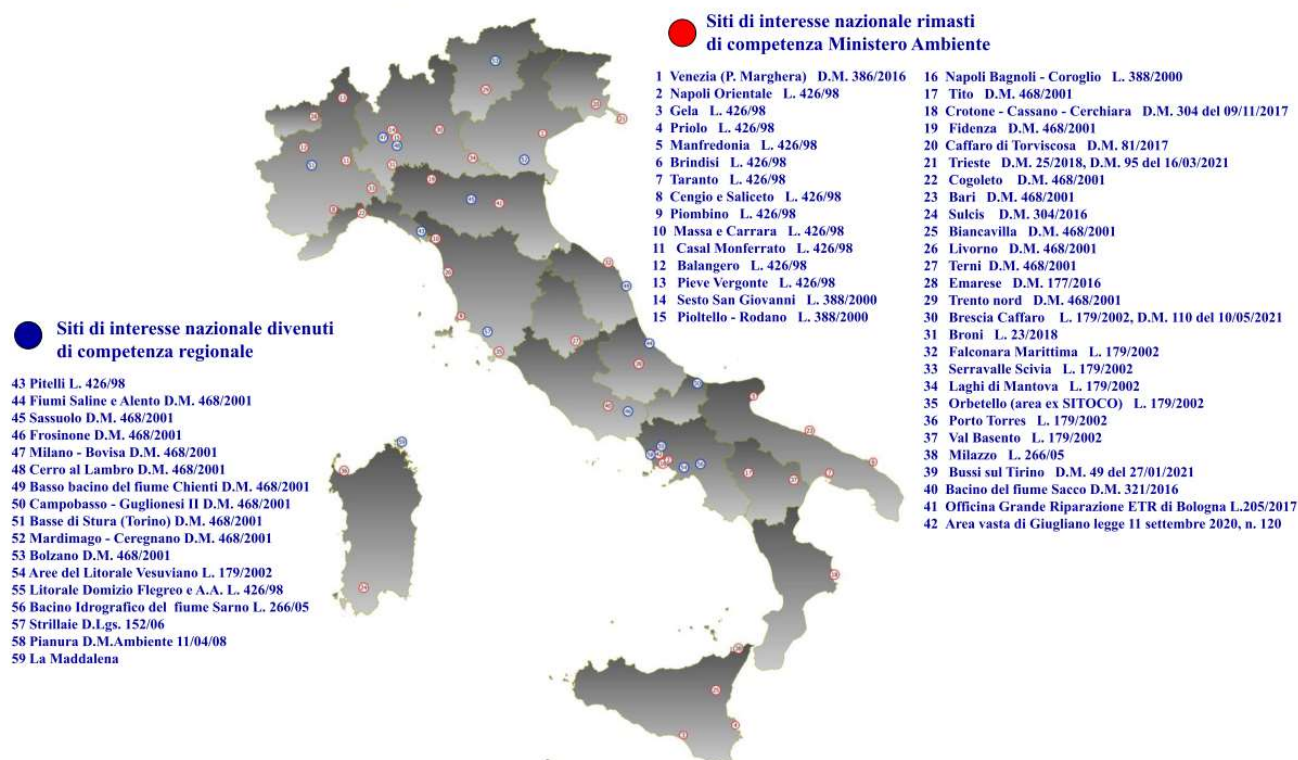 Siti di interesse nazionale rimasti
di competenza Ministero Ambiente
1 Venezia (P. Marghera) D.M. 386/2016
2 Napoli Orientale L. 426/98
3 Gela L. 426/98
4 Priolo L. 426/98
5 Manfredonia L. 426/98
6 Brindisi L. 426/98
7 Taranto L. 426/98
8 Cengio e Saliceto L. 426/98
9 Piombino L. 426/98
10 Massa e Carrara L. 426/98
11 Casal Monferrato L. 426/98
12 Balangero L. 426/98
13 Pieve Vergonte L. 426/98
14 Sesto San Giovanni L. 388/2000
15 Pioltello - Rodano L. 388/2000
16 Napoli Bagnoli - Coroglio L. 388/2000
17 Tito D.M. 468/2001
18 Crotone - Cassano - Cerchiara D.M. 304 del 09/11/2017
19 Fidenza D.M. 468/2001
20 Caffaro di Torviscosa D.M. 81/2017
21 Trieste D.M. 25/2018, D.M. 95 del 16/03/2021
22 Cogoleto D.M. 468/2001
23 Bari D.M. 468/2001
24 Sulcis D.M. 304/2016
25 Biancavilla D.M. 468/2001
26 Livorno D.M. 468/2001
27 Terni D.M. 468/2001
28 Emarese D.M. 177/2016
29 Trento nord D.M. 468/2001
30 Brescia Caffaro L. 179/2002, D.M. 110 del 10/05/2021
31 Broni L. 23/2018
32 Falconara Marittima L. 179/2002
33 Serravalle Scivia L. 179/2002
34 Laghi di Mantova L. 179/2002
35 Orbetello (area ex SITOCO) L. 179/2002
36 Porto Torres L. 179/2002
37 Val Basento L. 179/2002
38 Milazzo L. 266/05
39 Bussi sul Tirino D.M. 49 del 27/01/2021
40 Bacino del fiume Sacco D.M. 321/2016
41 Officina Grande Riparazione ETR di Bologna L.205/2017
42 Area vasta di Giugliano legge 11 settembre 2020, n. 120
Siti di interesse nazionale divenuti
di competenza regionale
43 Pitelli L. 426/98
44 Fiumi Saline e Alento D.M. 468/2001
45 Sassuolo D.M. 468/2001
46 Frosinone D.M. 468/2001
47 Milano - Bovisa D.M. 468/2001
48 Cerro al Lambro D.M. 468/2001
49 Basso bacino del fiume Chienti D.M. 468/2001
50 Campobasso - Guglionesi II D.M. 468/2001
51 Basse di Stura (Torino) D.M. 468/2001
52 Mardimago - Ceregnano D.M. 468/2001
53 Bolzano D.M. 468/2001
54 Aree del Litorale Vesuviano L. 179/2002
55 Litorale Domizio Flegreo e A.A. L. 426/98
56 Bacino Idrografico del fiume Sarno L. 266/05
57 Strillaie D.Lgs. 152/06
58 Pianura D.M.Ambiente 11/04/08
59 La Maddalena